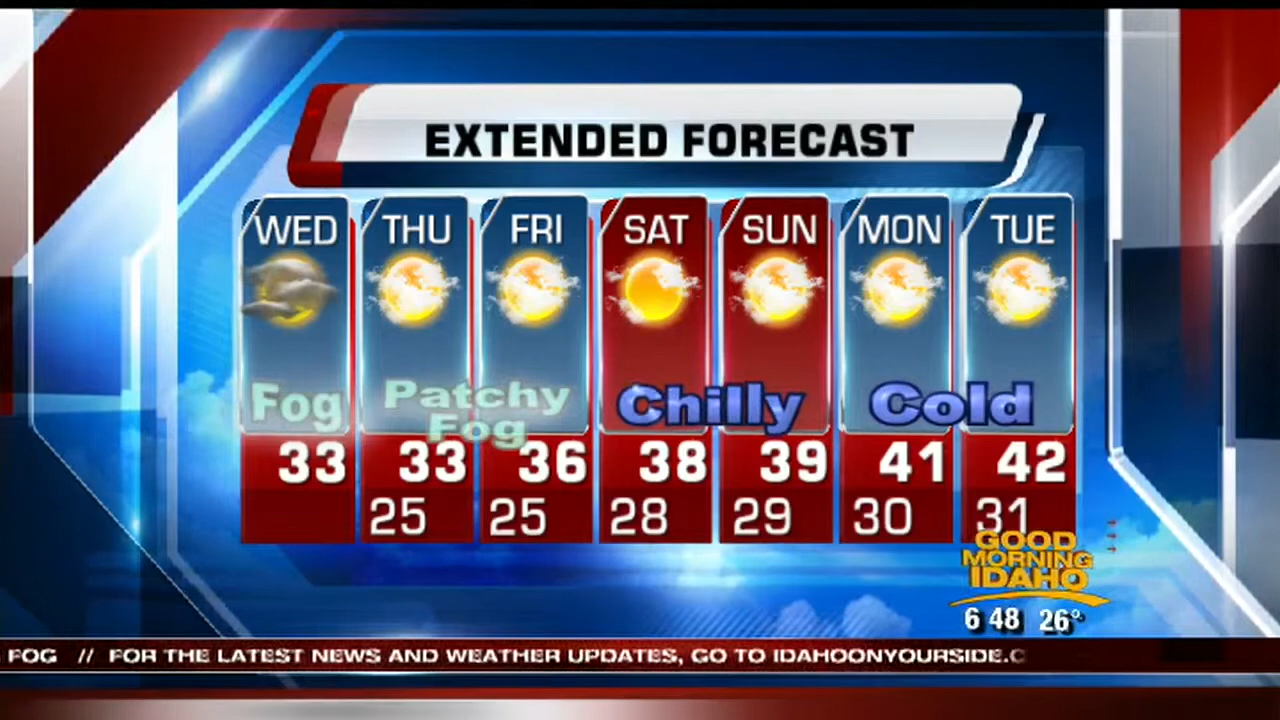 EXTENDED FORECAST
WED THU FRI SAT SUN MON TUE
Fog Patchy Fog Chilly Cold
33 33 36 38 39 41 42
25 25 28 29 30 31
GOOD
MORNING
IDAHO
6 48 26°
FOG // FOR THE LATEST NEWS AND WEATHER UPDATES, GO TO IDAHOONYOURSIDE.C